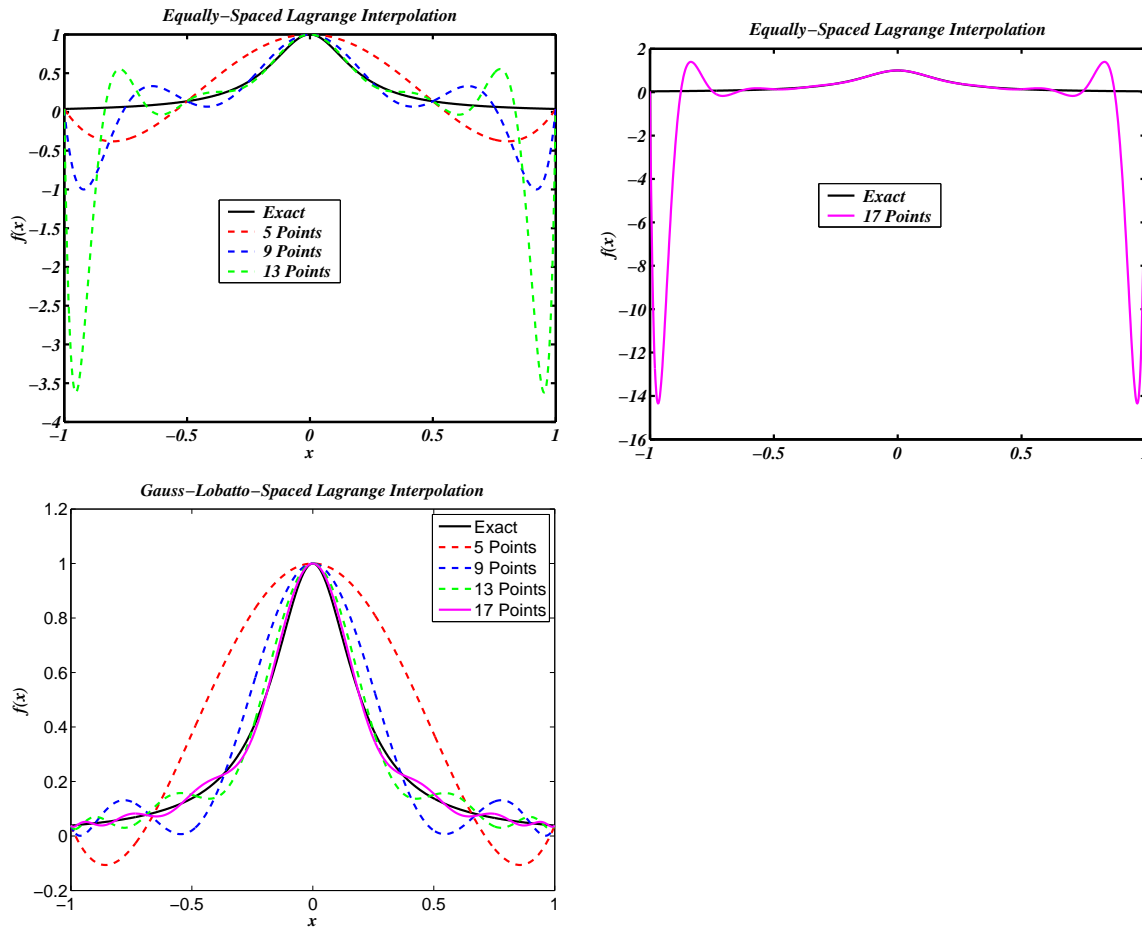 Equally−Spaced Lagrange Interpolation
1
0.5
0
−0.5
−1
−1.5
−2
−2.5
−3
−3.5
−4
f(x)
Exact
5 Points
9 Points
13 Points
−1
−0.5
0
0.5
1
x
Equally−Spaced Lagrange Interpolation
2
0
−2
−4
−6
−8
−10
−12
−14
−16
f(x)
Exact
17 Points
−1
−0.5
0
0.5
1
Gauss−Lobatto−Spaced Lagrange Interpolation
1.2
1
0.8
0.6
0.4
0.2
0
−0.2
f(x)
Exact
5 Points
9 Points
13 Points
17 Points
−1
−0.5
0
0.5
1
x